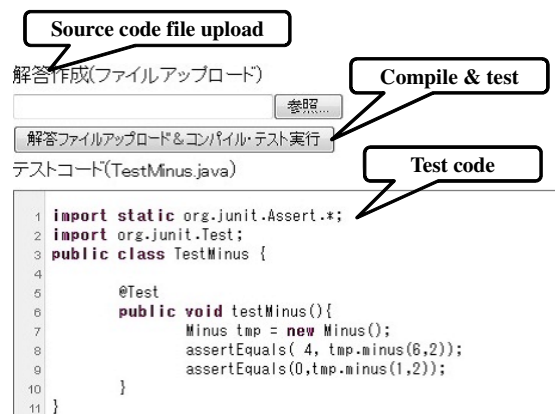 Source code file upload
解答作成(ファイルアップロード)
Compile & test
参照...
解答ファイルアップロード&コンパイル・テスト実行
Test code
テストコード(TestMinus.java)
1 import static org.junit.Assert.*;
2 import org.junit.Test;
3 public class TestMinus {
4
5 @Test
6 public void testMinus(){
7 Minus tmp = new Minus();
8 assertEquals( 4, tmp.minus(6,2));
9 assertEquals(0,tmp.minus(1,2));
10 }
11 }